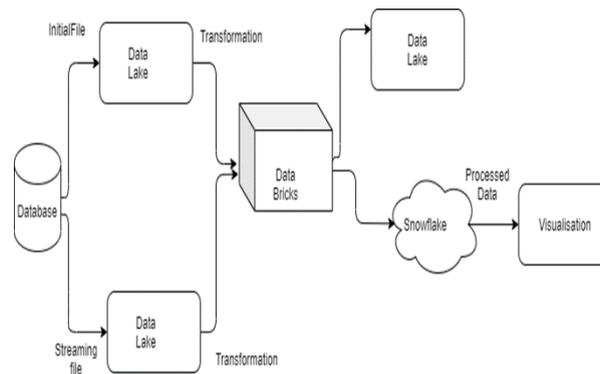 InitialFile
Data
Lake
Transformation
Data
Lake
Database
Data
Bricks
Processed
Data
Snowflake
Visualisation
Streaming
file
Data
Lake
Transformation